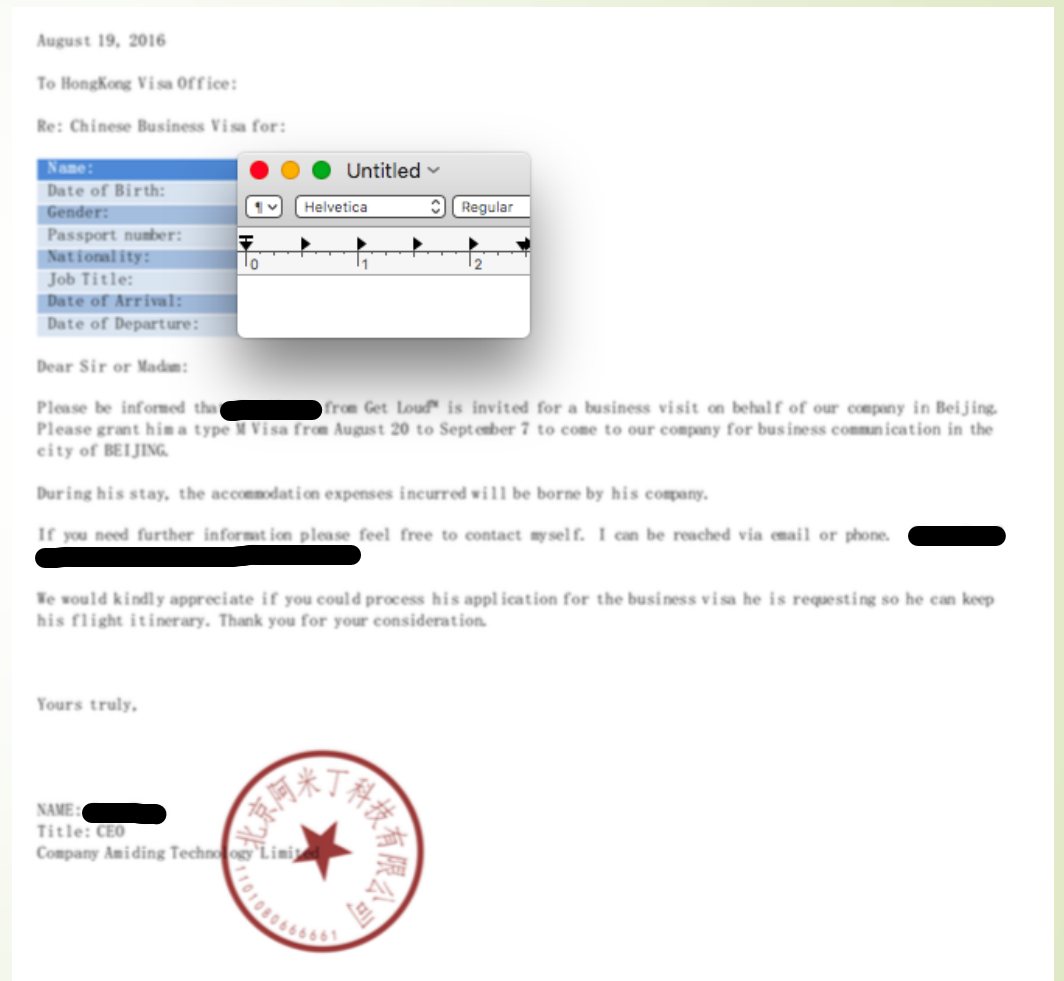 August 19, 2016
To HongKong Visa Office:
Re: Chinese Business Visa for:
Name:
Date of Birth:
Gender:
Passport number:
Nationality:
Job Title:
Date of Arrival:
Date of Departure:
Untitled
¶ Helvetica Regular
0 1 2
Dear Sir or Madam:
Please be informed tha from Get Loud™ is invited for a business visit on behalf of our company in Beijing.
Please grant him a type M Visa from August 20 to September 7 to come to our company for business communication in the
city of BEIJING.
During his stay, the accommodation expenses incurred will be borne by his company.
If you need further information please feel free to contact myself. I can be reached via email or phone.
We would kindly appreciate if you could process his application for the business visa he is requesting so he can keep
his flight itinerary. Thank you for your consideration.
Yours truly,
NAME:
Title: CEO
Company Amiding Technology Limited
北京阿米丁科技有限公司
1101080666661